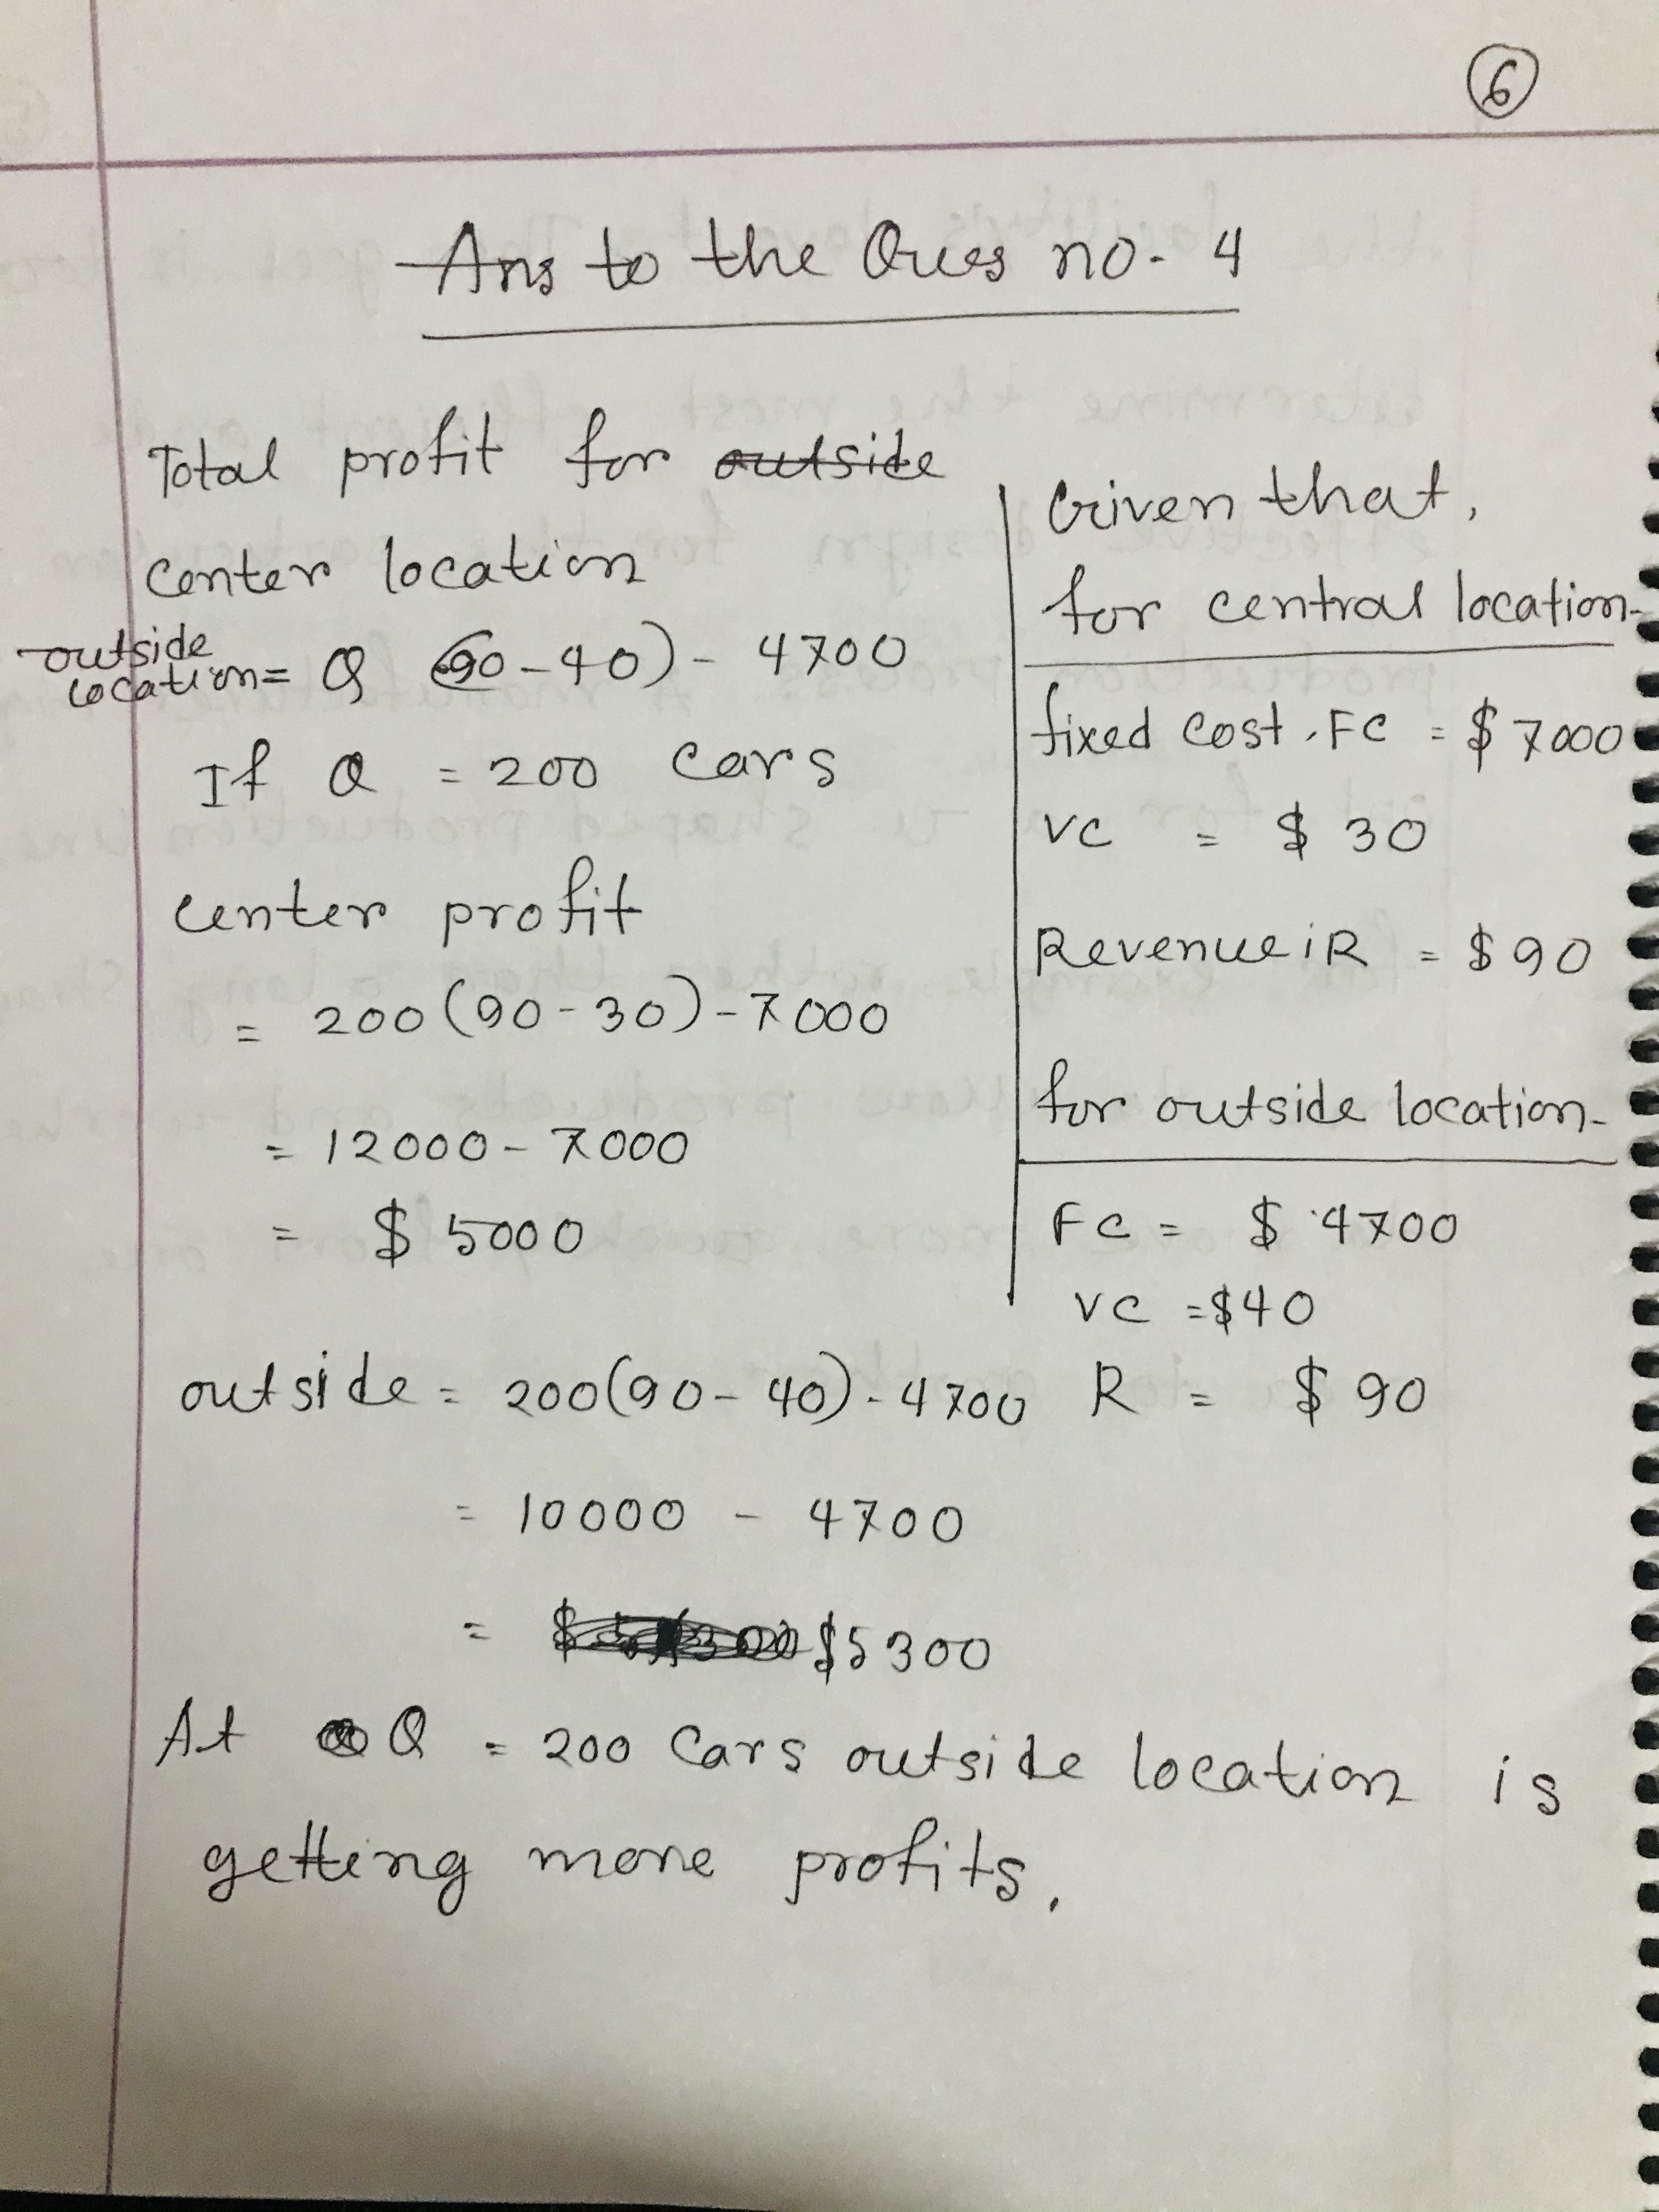 6
Ans to the Ques no. 4
Total profit for outside
center location
outside
location = Q (90-40) - 4700
If Q = 200 cars
center profit
= 200 (90-30) - 7000
= 12000 - 7000
= $ 5000
outside = 200(90-40) - 4700
= 10000 - 4700
= $5300
At Q = 200 Cars outside location is
getting more profits.
Given that,
for central location-
fixed cost, FC = $ 7000
VC = $ 30
Revenue, R = $ 90
for outside location-
FC = $ 4700
VC = $40
R = $ 90